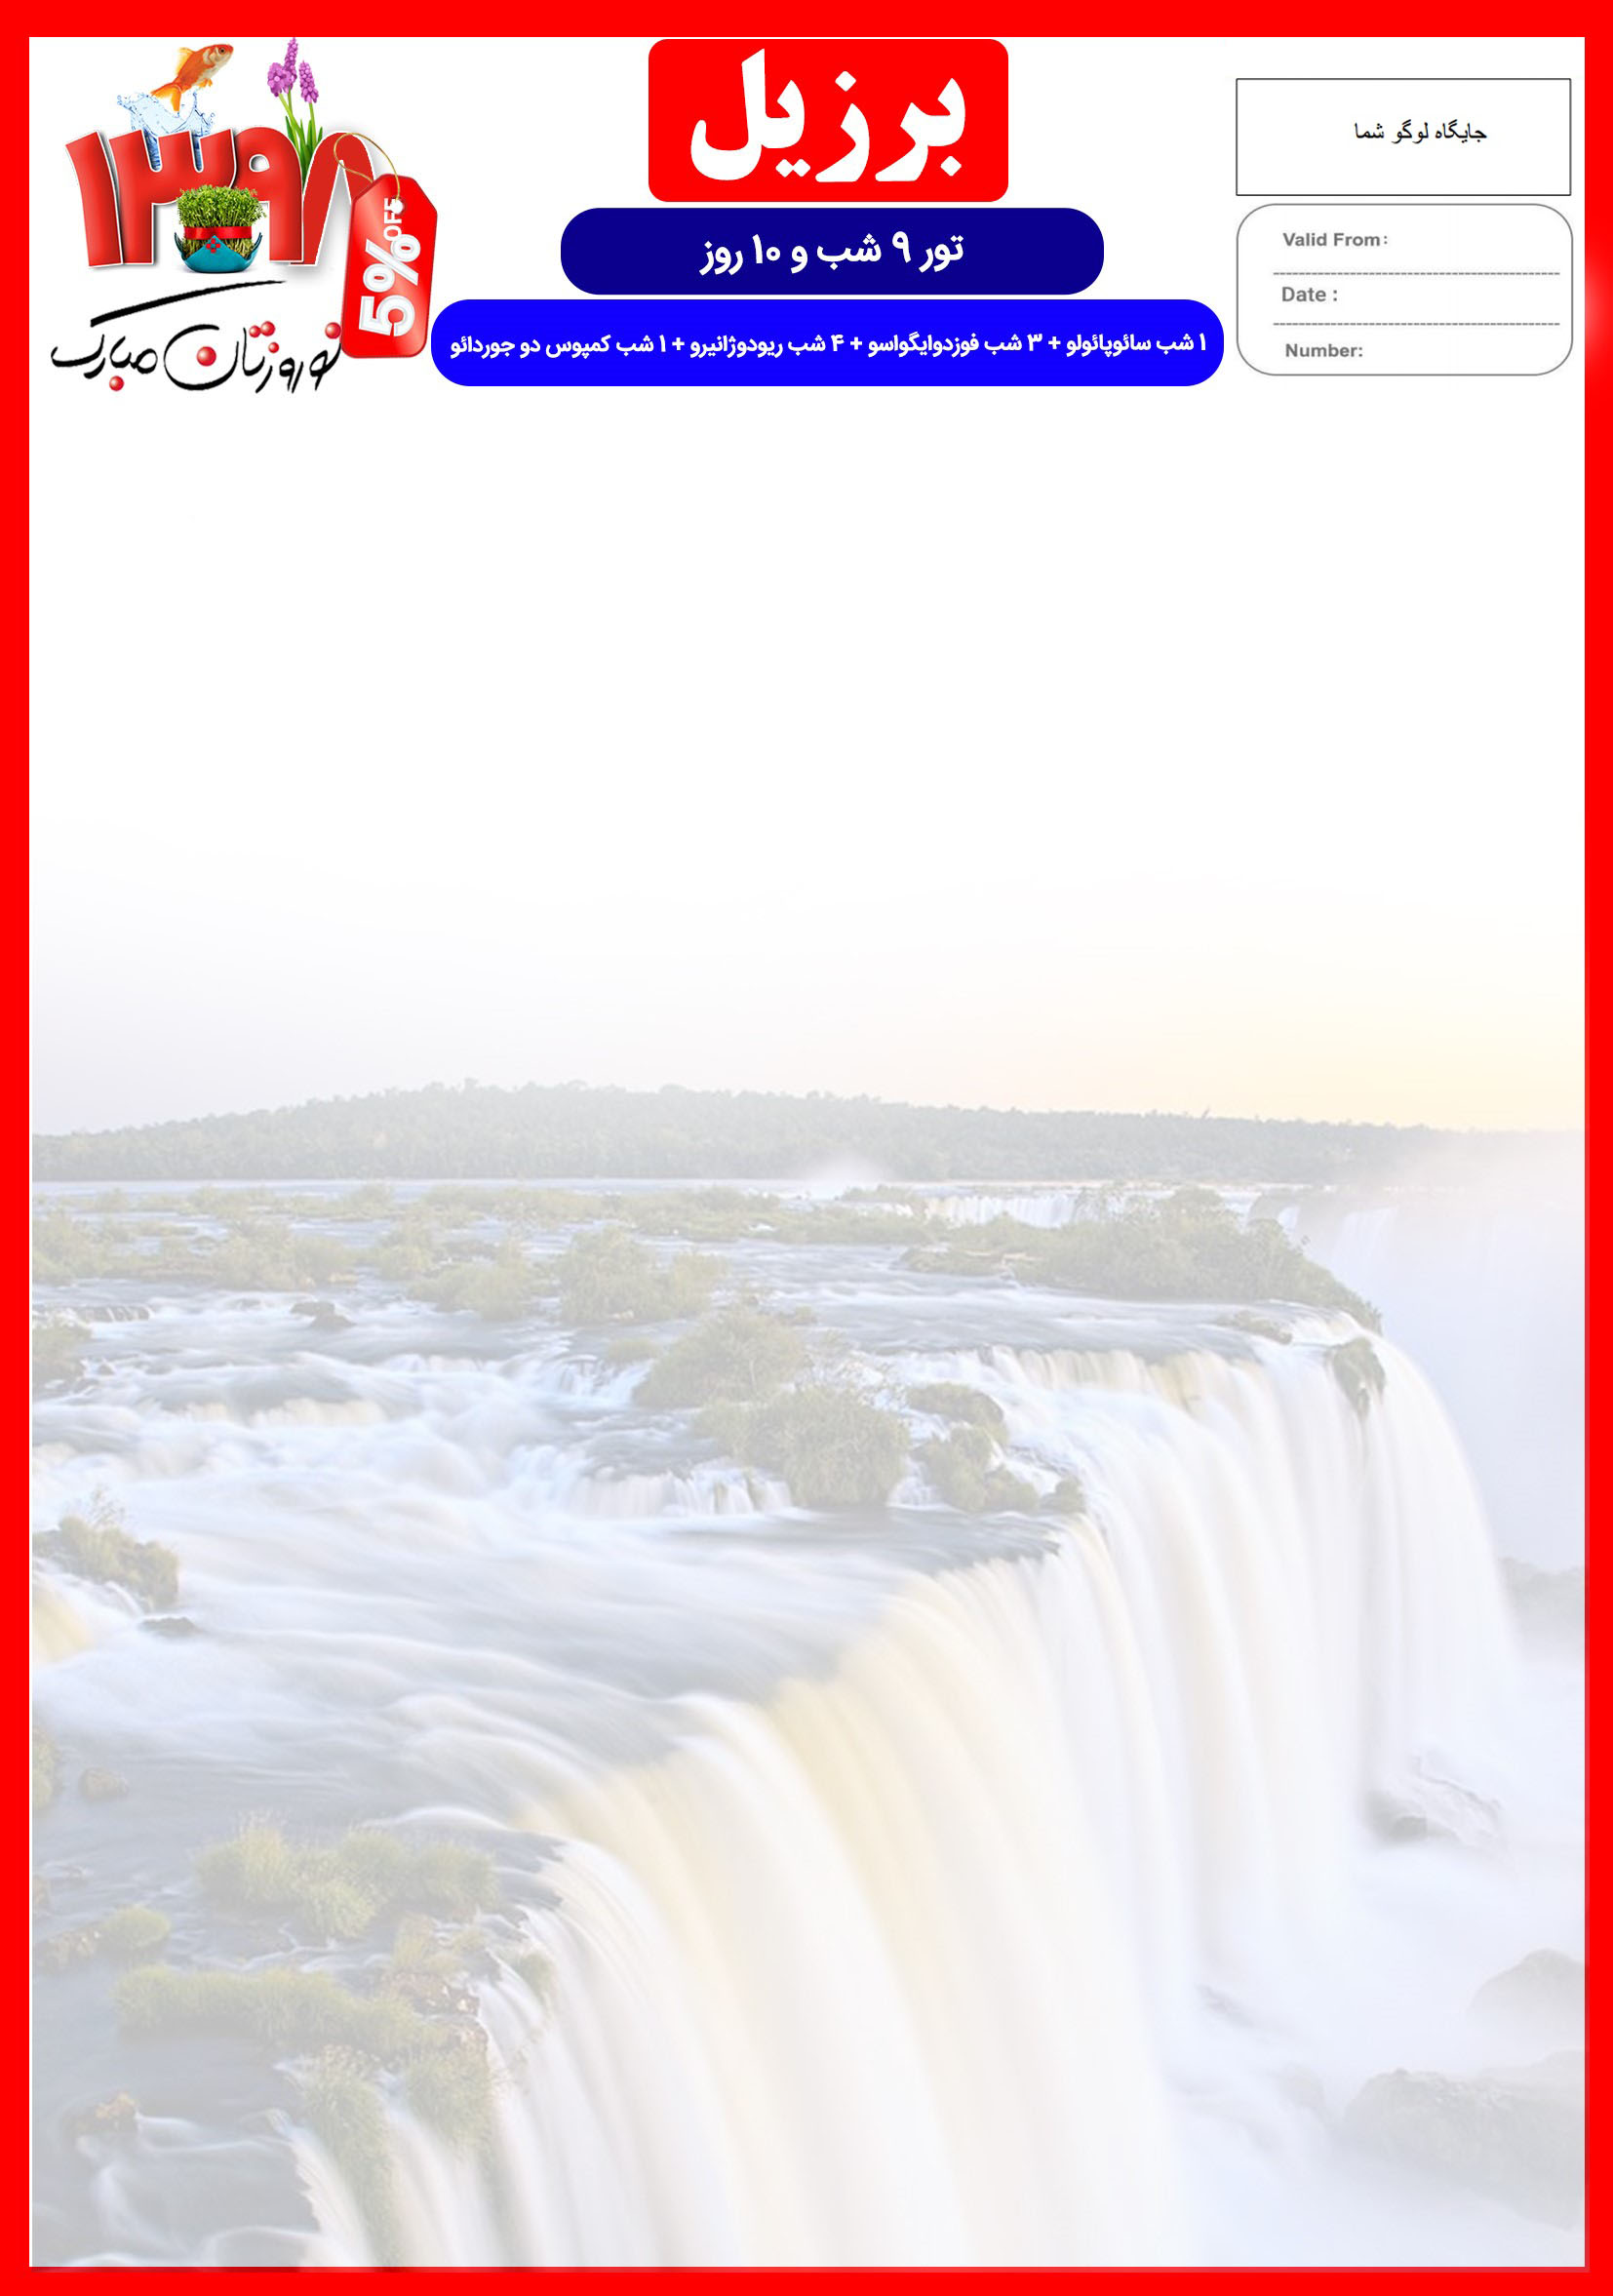 برزیل
تور ۹ شب و ۱۰ روز
۱ شب سائوپائولو + ۳ شب فوزدوایگواسو + ۴ شب ریودوژانیرو + ۱ شب کمپوس دو جوردائو
جایگاه لوگو شما
Valid From:
Date :
Number:
۱۳۹۸
5% OFF
نوروزتان مبارک